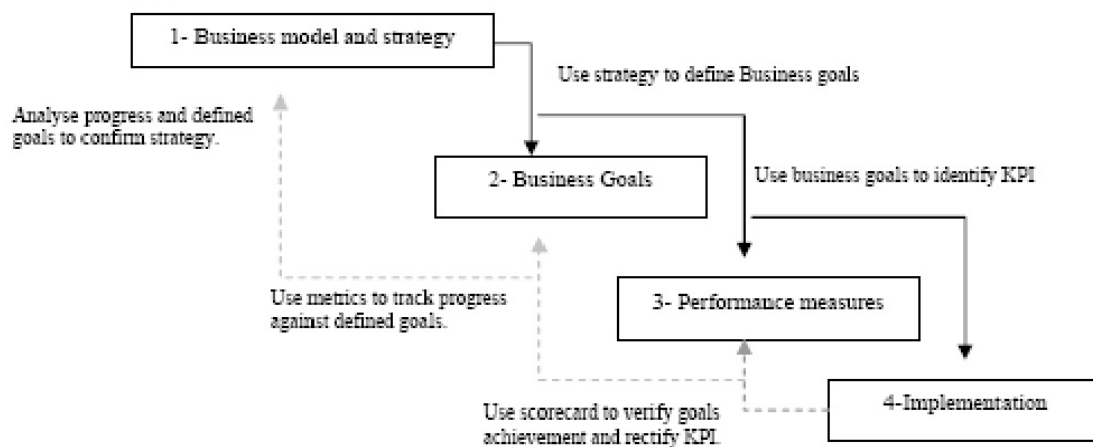 1- Business model and strategy
Use strategy to define Business goals
Analyse progress and defined
goals to confirm strategy.
2- Business Goals
Use business goals to identify KPI
Use metrics to track progress
against defined goals.
3- Performance measures
4-Implementation
Use scorecard to verify goals
achievement and rectify KPI.